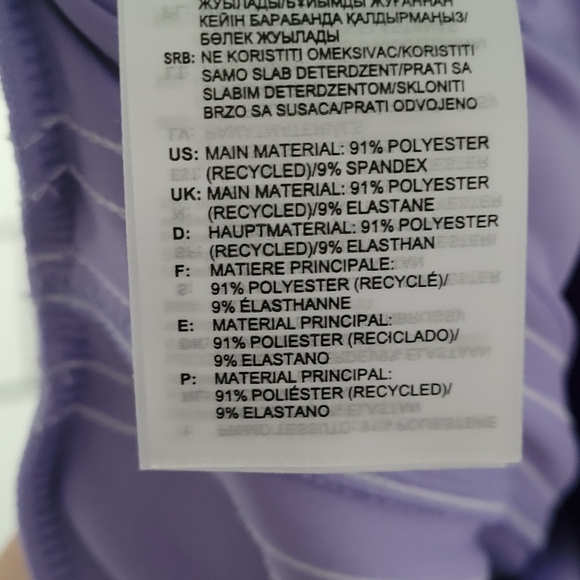 ЖУЫЛАДЫ/БҰЙЫМДЫ ЖУҒАННАН
КЕЙІН БАРАБАНДА ҚАЛДЫРМАҢЫЗ/
БӨЛЕК ЖУЫЛАДЫ
SRB: NE KORISTITI OMEKSIVAC/KORISTITI
SAMO SLAB DETERDZENT/PRATI SA
SLABIM DETERDZENTOM/SKLONITI
BRZO SA SUSACA/PRATI ODVOJENO
US: MAIN MATERIAL: 91% POLYESTER
(RECYCLED)/9% SPANDEX
UK: MAIN MATERIAL: 91% POLYESTER
(RECYCLED)/9% ELASTANE
D: HAUPTMATERIAL: 91% POLYESTER
(RECYCLED)/9% ELASTHAN
F: MATIERE PRINCIPALE:
91% POLYESTER (RECYCLÉ)/
9% ÉLASTHANNE
E: MATERIAL PRINCIPAL:
91% POLIESTER (RECICLADO)/
9% ELASTANO
P: MATERIAL PRINCIPAL:
91% POLIÉSTER (RECYCLED)/
9% ELASTANO